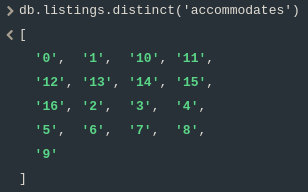 > db.listings.distinct('accommodates')
< [
'0', '1', '10', '11',
'12', '13', '14', '15',
'16', '2', '3', '4',
'5', '6', '7', '8',
'9'
]